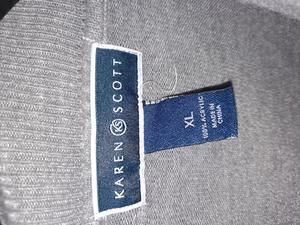 KAREN KS SCOTT
XL
100% ACRYLIC
MADE IN
CHINA